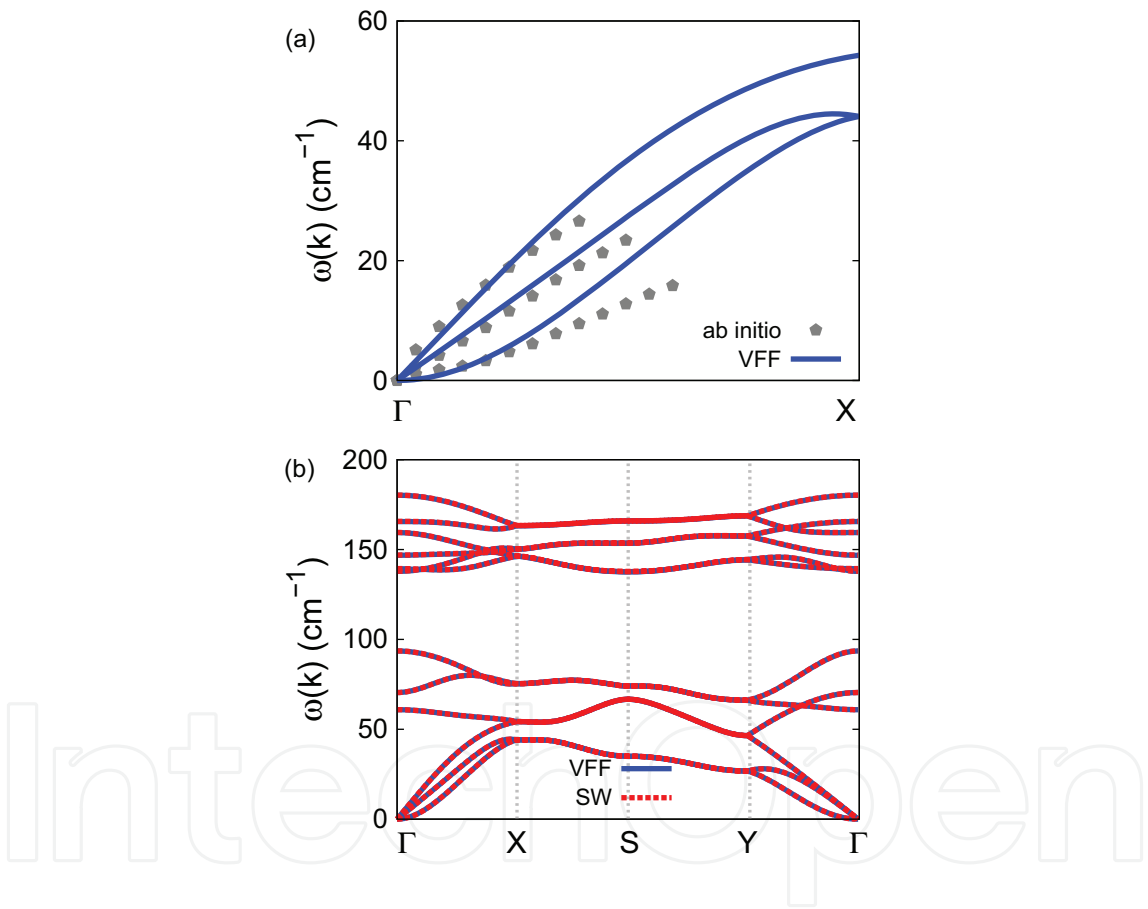 (a)
60
40
20
0
ω(k) (cm⁻¹)
ab initio
VFF
Γ X
(b)
200
150
100
50
0
ω(k) (cm⁻¹)
VFF
SW
Γ X S Y Γ
IntechOpen